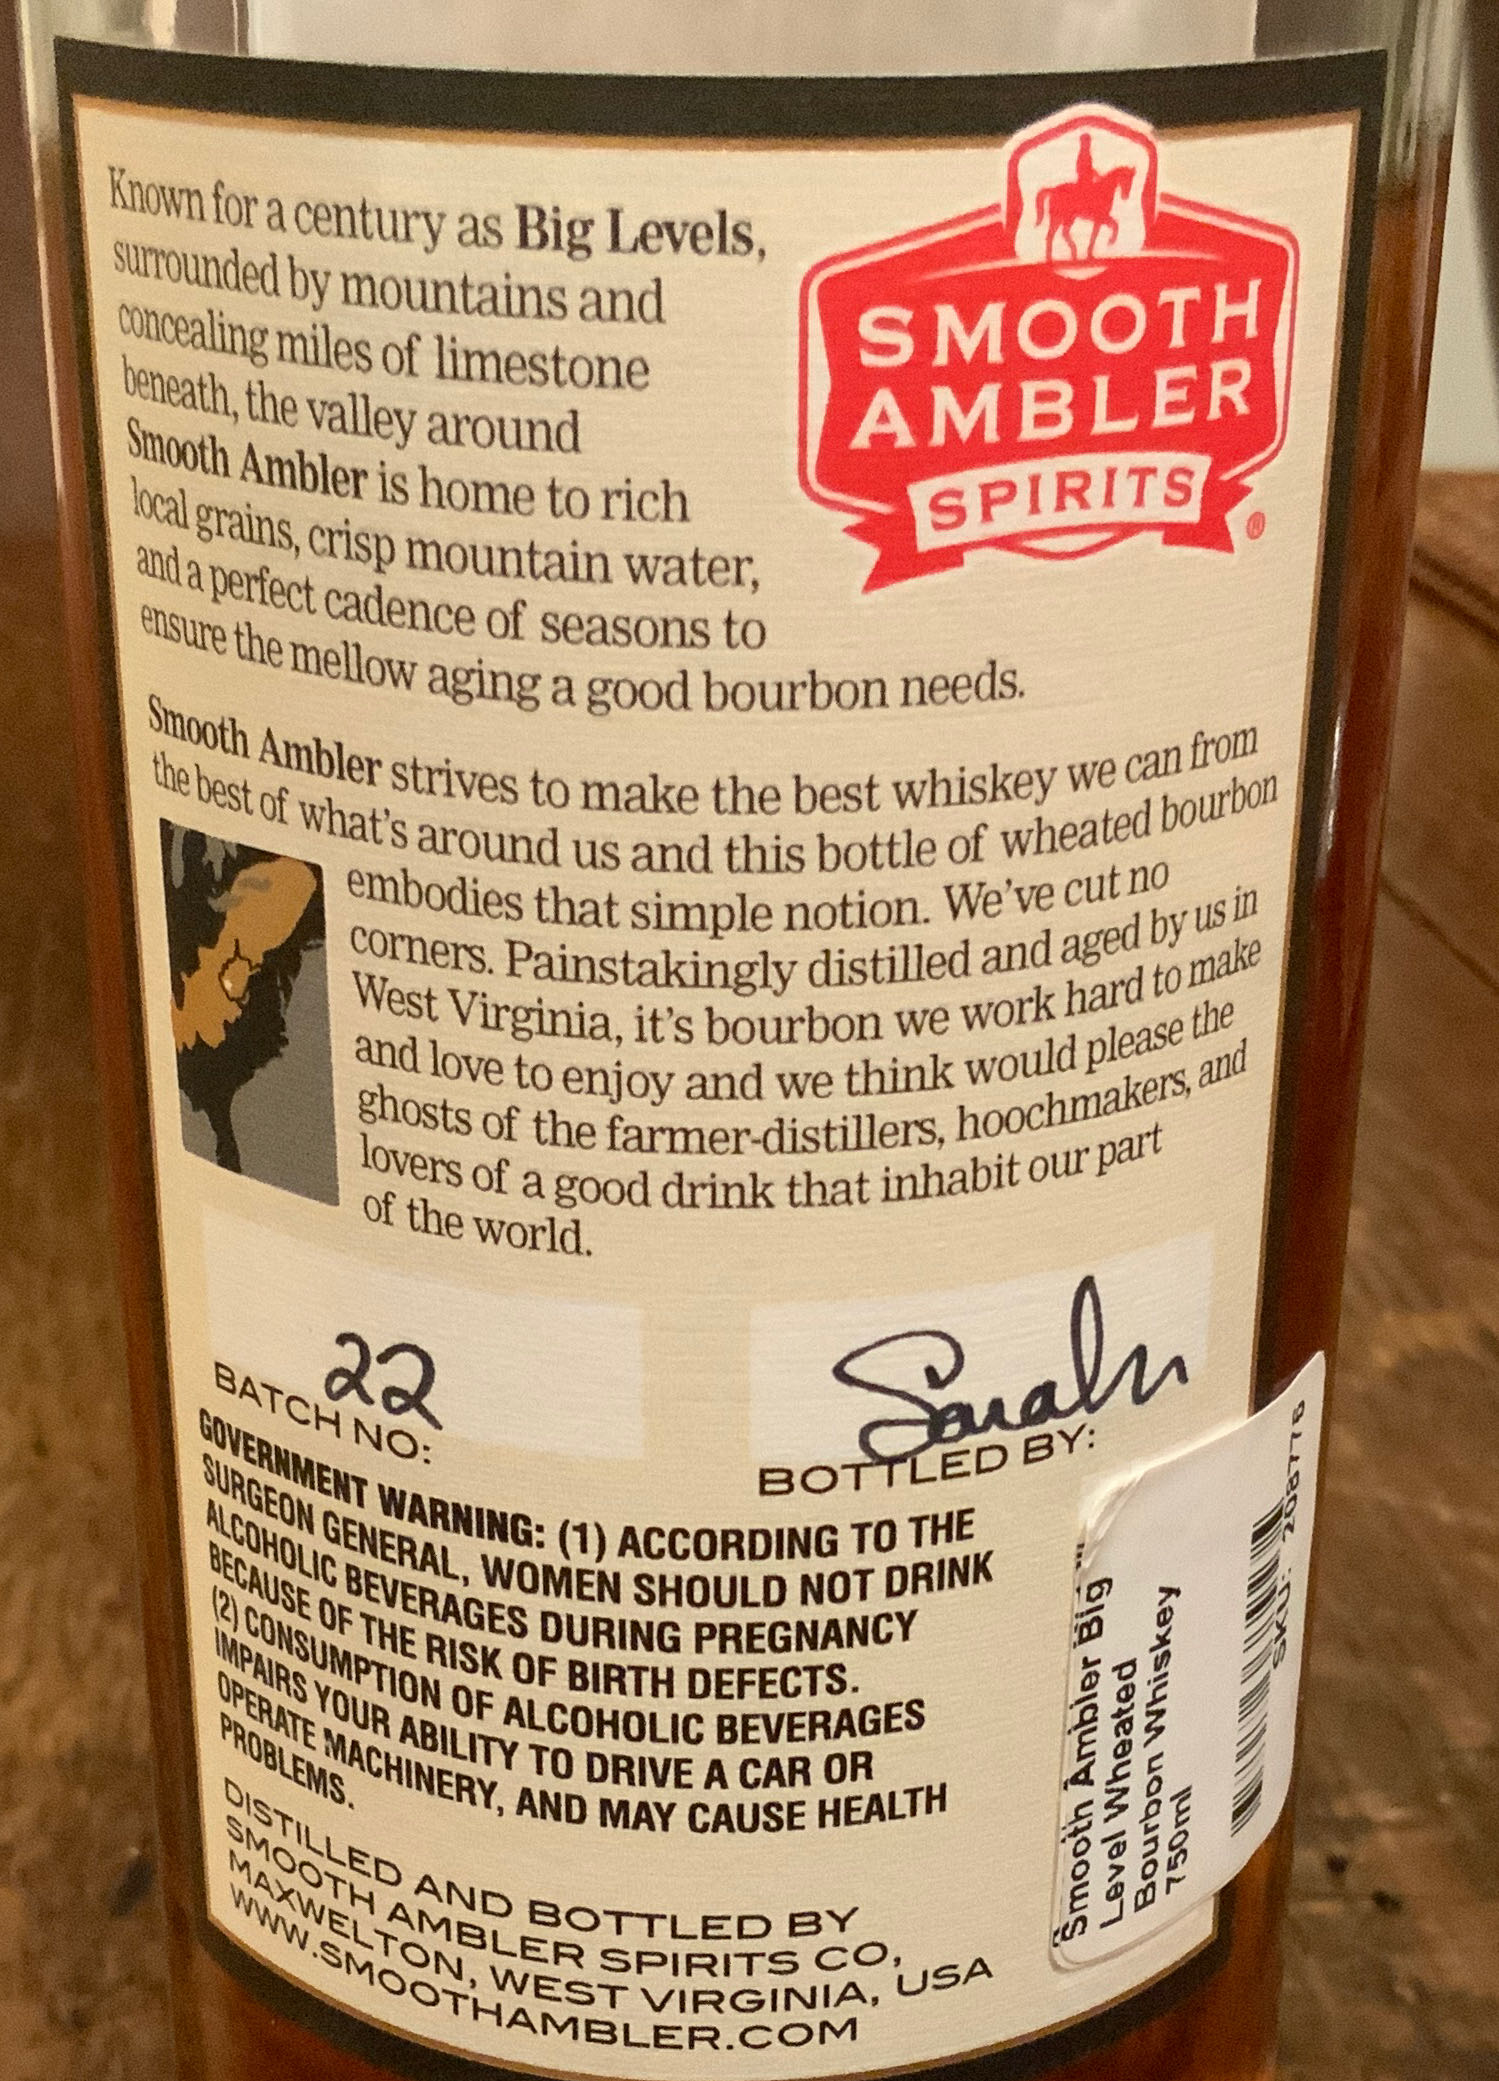 Known for a century as Big Levels,
surrounded by mountains and
concealing miles of limestone
beneath, the valley around
Smooth Ambler is home to rich
local grains, crisp mountain water,
and a perfect cadence of seasons to
ensure the mellow aging a good bourbon needs.
SMOOTH
AMBLER
SPIRITS
®
Smooth Ambler strives to make the best whiskey we can from
the best of what's around us and this bottle of wheated bourbon
embodies that simple notion. We've cut no
corners. Painstakingly distilled and aged by us in
West Virginia, it's bourbon we work hard to make
and love to enjoy and we think would please the
ghosts of the farmer-distillers, hoochmakers, and
lovers of a good drink that inhabit our part
of the world.
22
BATCH NO:
Sarah
BOTTLED BY:
GOVERNMENT WARNING: (1) ACCORDING TO THE
SURGEON GENERAL, WOMEN SHOULD NOT DRINK
ALCOHOLIC BEVERAGES DURING PREGNANCY
BECAUSE OF THE RISK OF BIRTH DEFECTS.
(2) CONSUMPTION OF ALCOHOLIC BEVERAGES
IMPAIRS YOUR ABILITY TO DRIVE A CAR OR
OPERATE MACHINERY, AND MAY CAUSE HEALTH
PROBLEMS.
DISTILLED AND BOTTLED BY
SMOOTH AMBLER SPIRITS CO,
MAXWELTON, WEST VIRGINIA, USA
WWW.SMOOTHAMBLER.COM
Smooth Ambler Big
Level Wheated
Bourbon Whiskey
750ml
SKU: 208778